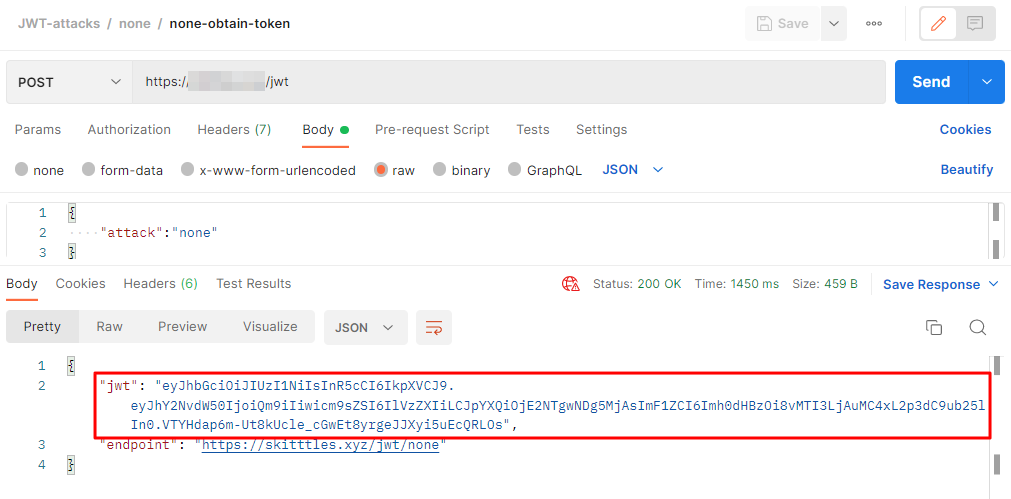 JWT-attacks / none / none-obtain-token
Save
POST
https:// /jwt
Send
Params Authorization Headers (7) Body Pre-request Script Tests Settings Cookies
none form-data x-www-form-urlencoded raw binary GraphQL JSON Beautify
1 {
2 "attack":"none"
3 }
Body Cookies Headers (6) Test Results Status: 200 OK Time: 1450 ms Size: 459 B Save Response
Pretty Raw Preview Visualize JSON
1 {
2 "jwt": "eyJhbGciOiJIUzI1NiIsInR5cCI6IkpXVCJ9.
eyJhY2NvdW50IjoiQm9iIiwicm9sZSI6IlVzZXIiLCJpYXQiOjE2NTgwNDg5MjAsImF1ZCI6Imh0dHBzOi8vMTI3LjAuMC4xL2p3dC9ub25l
In0.VTYHdap6m-Ut8kUcle_cGwEt8yrgeJJXyi5uEcQRLOs",
3 "endpoint": "https://skitttles.xyz/jwt/none"
4 }